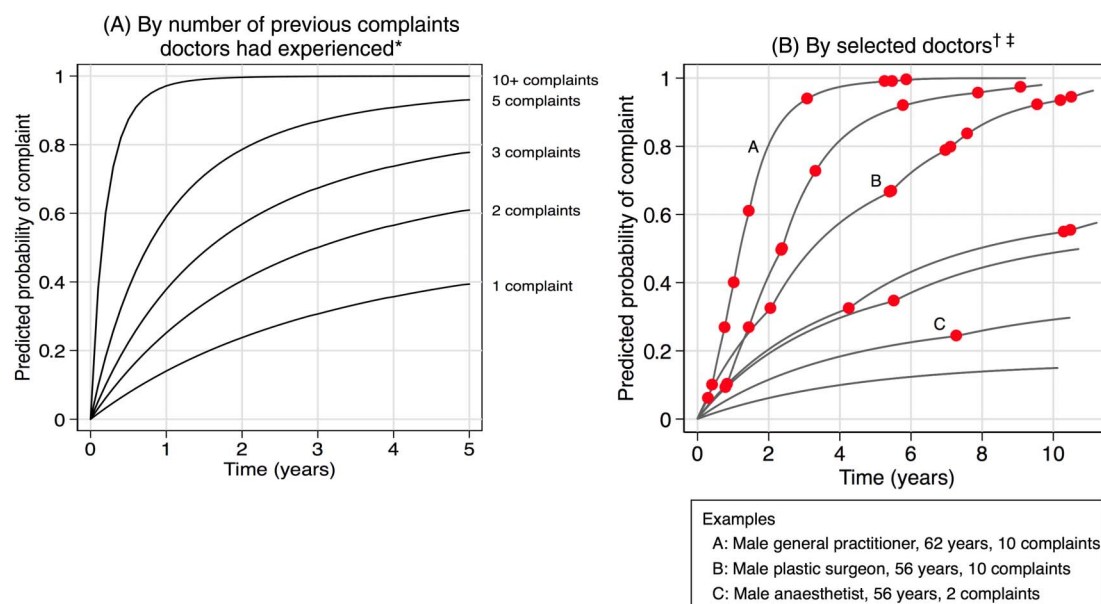 (A) By number of previous complaints
doctors had experienced*
Predicted probability of complaint
1
0.8
0.6
0.4
0.2
0
10+ complaints
5 complaints
3 complaints
2 complaints
1 complaint
0 1 2 3 4 5
Time (years)
(B) By selected doctors† ‡
Predicted probability of complaint
1
0.8
0.6
0.4
0.2
0
A
B
C
0 2 4 6 8 10
Time (years)
Examples
A: Male general practitioner, 62 years, 10 complaints
B: Male plastic surgeon, 56 years, 10 complaints
C: Male anaesthetist, 56 years, 2 complaints